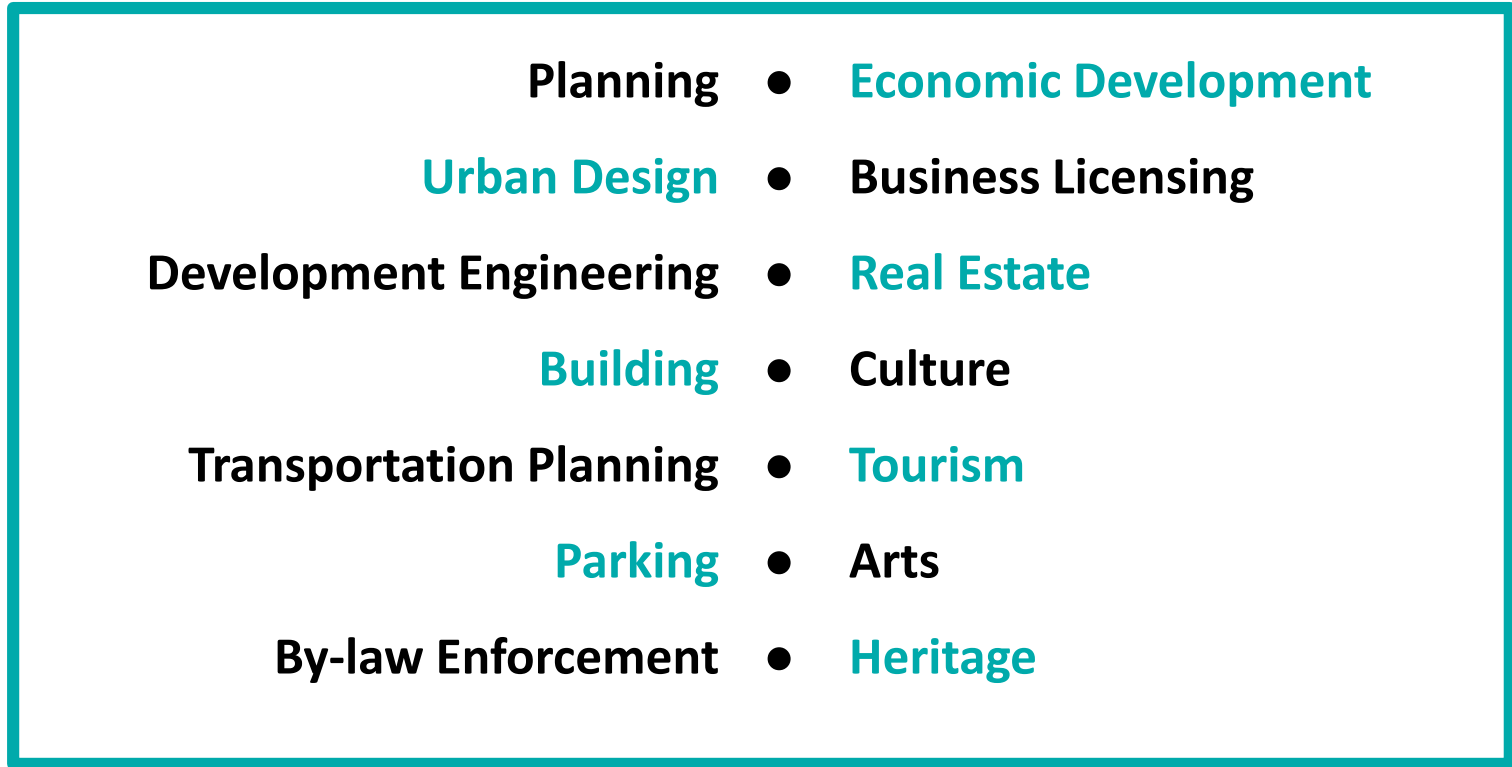 Planning ● Economic Development
Urban Design ● Business Licensing
Development Engineering ● Real Estate
Building ● Culture
Transportation Planning ● Tourism
Parking ● Arts
By-law Enforcement ● Heritage